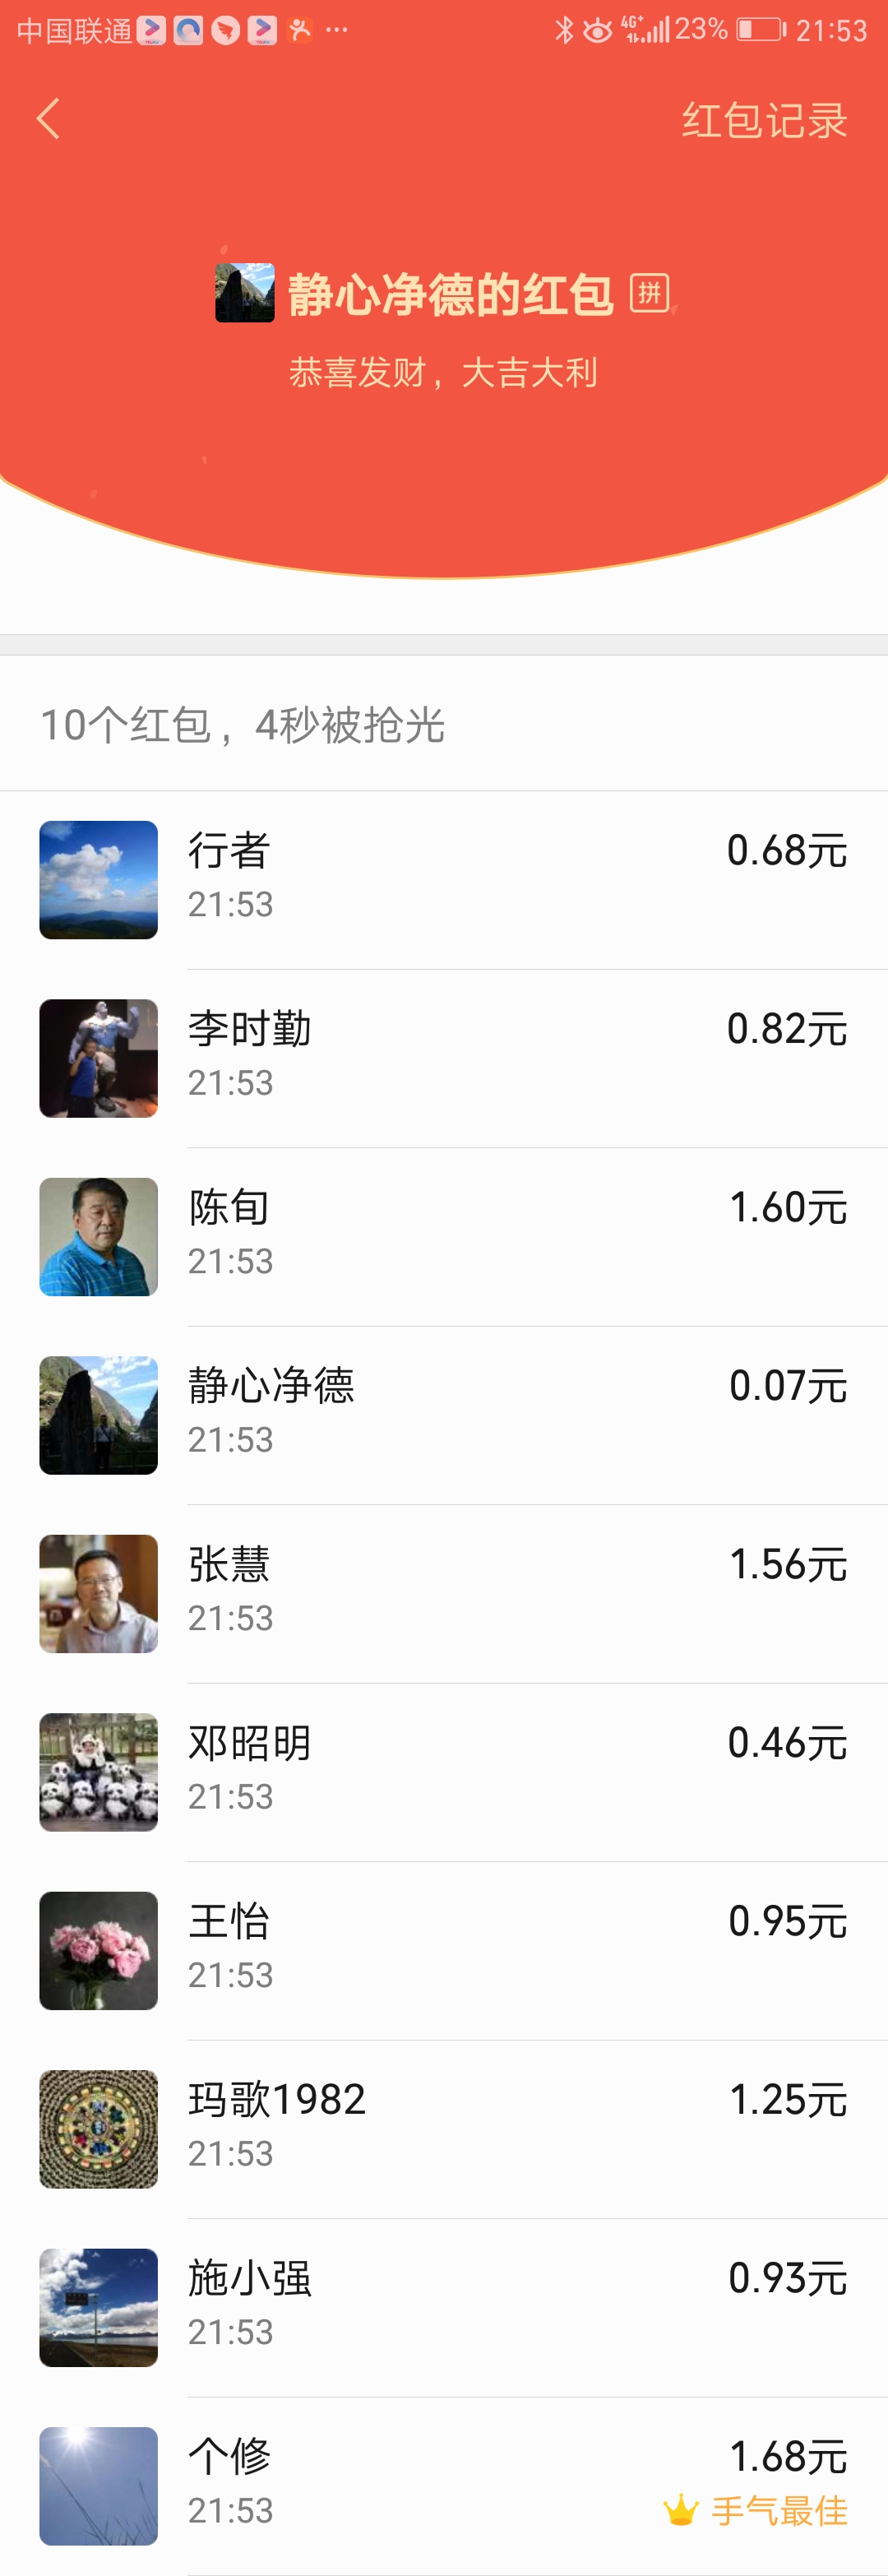 中国联通 ··· 4G+ 23% 21:53
红包记录
静心净德的红包 拼
恭喜发财，大吉大利
10个红包，4秒被抢光
行者 0.68元
21:53
李时勤 0.82元
21:53
陈旬 1.60元
21:53
静心净德 0.07元
21:53
张慧 1.56元
21:53
邓昭明 0.46元
21:53
王怡 0.95元
21:53
玛歌1982 1.25元
21:53
施小强 0.93元
21:53
个修 1.68元
21:53 手气最佳